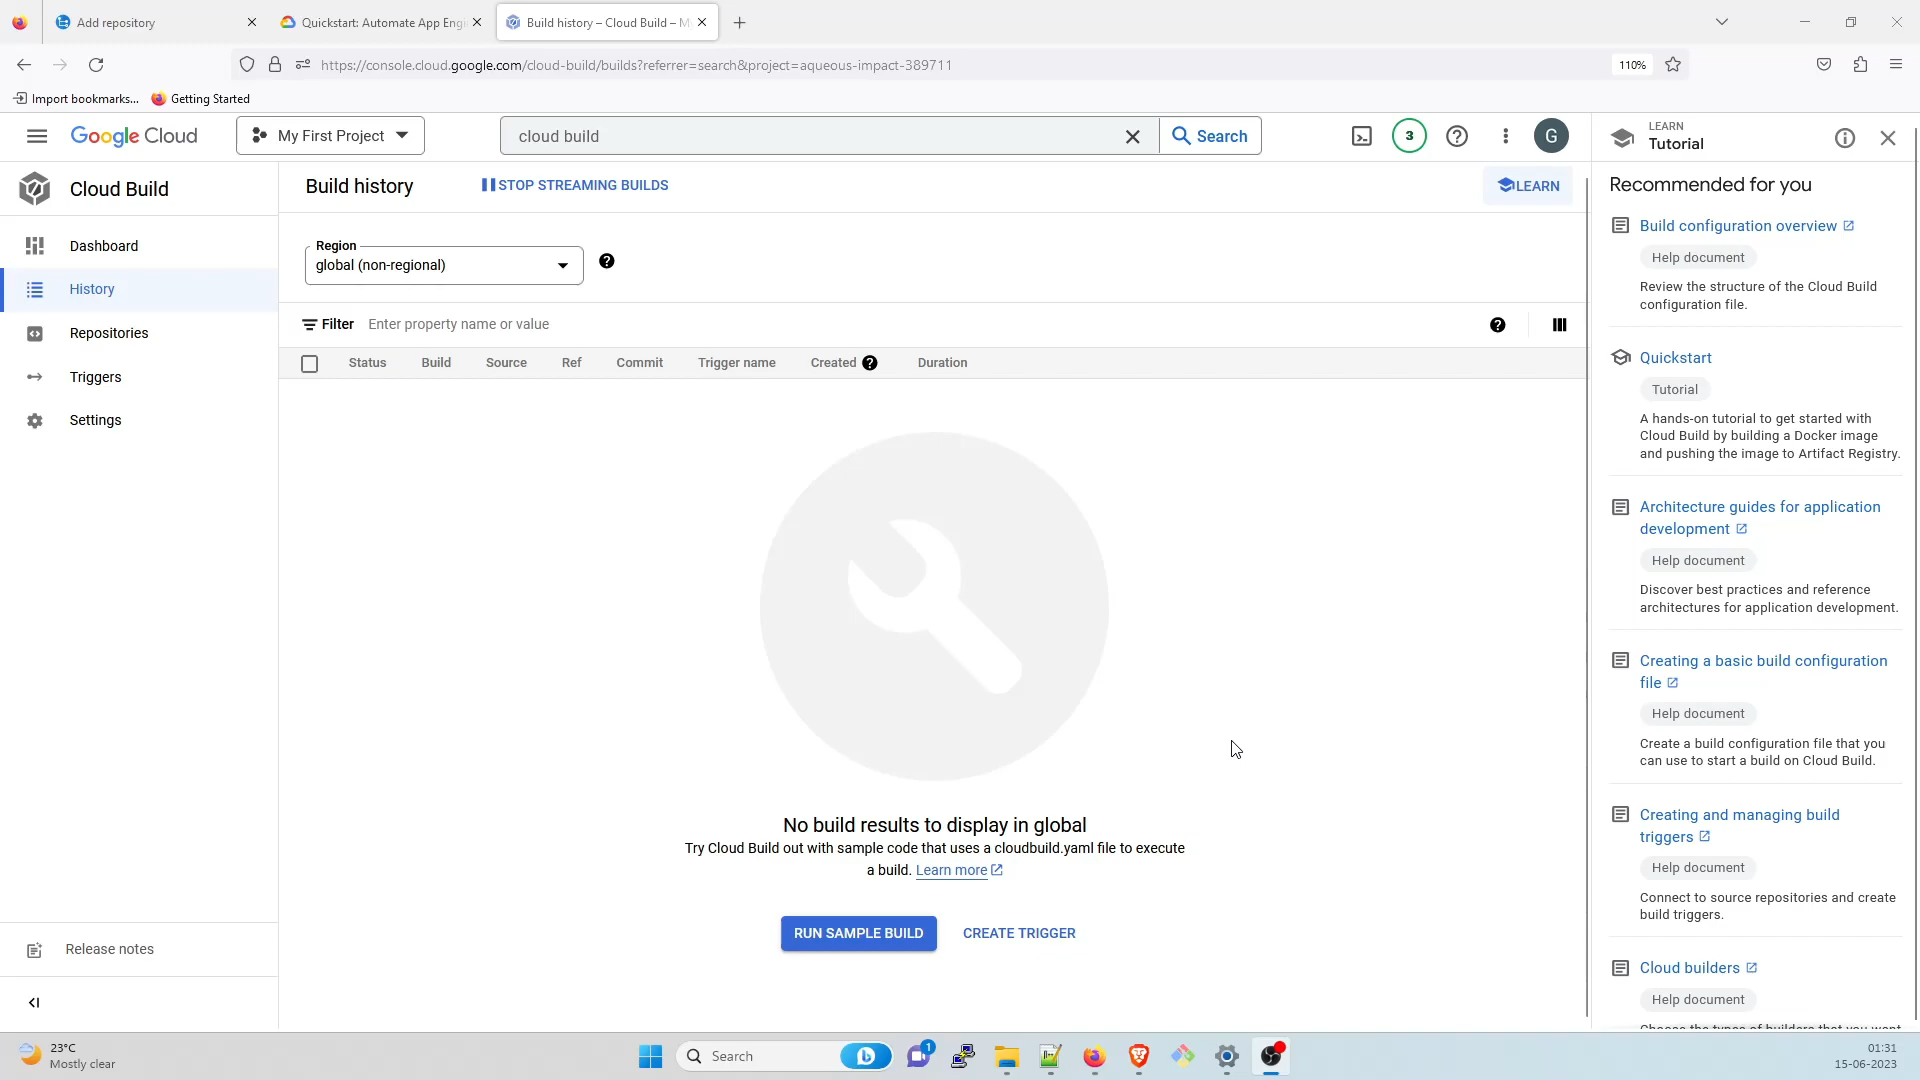 Add repository
Quickstart: Automate App Engi
Build history – Cloud Build – M
https://console.cloud.google.com/cloud-build/builds?referrer=search&project=aqueous-impact-389711
110%
Import bookmarks...
Getting Started
Google Cloud
My First Project
cloud build
Search
3
G
LEARN
Tutorial
Cloud Build
Build history
STOP STREAMING BUILDS
LEARN
Recommended for you
Dashboard
History
Repositories
Triggers
Settings
Region
global (non-regional)
Filter
Enter property name or value
Status
Build
Source
Ref
Commit
Trigger name
Created
Duration
No build results to display in global
Try Cloud Build out with sample code that uses a cloudbuild.yaml file to execute
a build. Learn more
RUN SAMPLE BUILD
CREATE TRIGGER
Build configuration overview
Help document
Review the structure of the Cloud Build
configuration file.
Quickstart
Tutorial
A hands-on tutorial to get started with
Cloud Build by building a Docker image
and pushing the image to Artifact Registry.
Architecture guides for application
development
Help document
Discover best practices and reference
architectures for application development.
Creating a basic build configuration
file
Help document
Create a build configuration file that you
can use to start a build on Cloud Build.
Creating and managing build
triggers
Help document
Connect to source repositories and create
build triggers.
Cloud builders
Help document
Choose the types of builders that you want
Release notes
23°C
Mostly clear
Search
1
01:31
15-06-2023